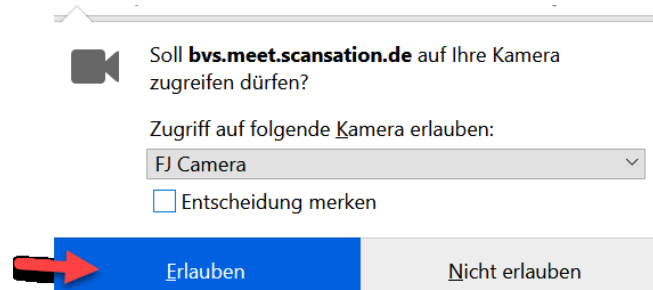 Soll bvs.meet.scansation.de auf Ihre Kamera
zugreifen dürfen?
Zugriff auf folgende Kamera erlauben:
FJ Camera
Entscheidung merken
Erlauben
Nicht erlauben